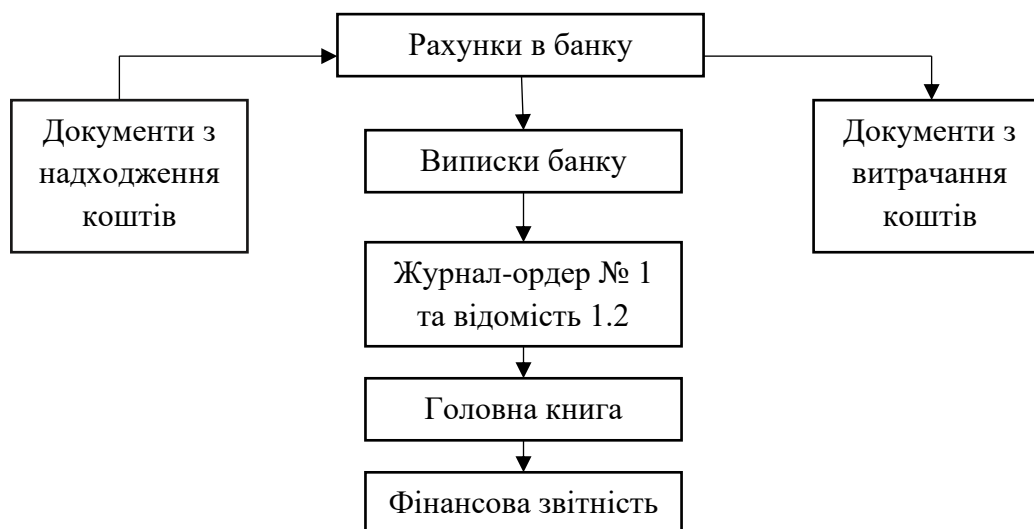 Рахунки в банку
Документи з
надходження
коштів
Виписки банку
Документи з
витрачання
коштів
Журнал-ордер № 1
та відомість 1.2
Головна книга
Фінансова звітність